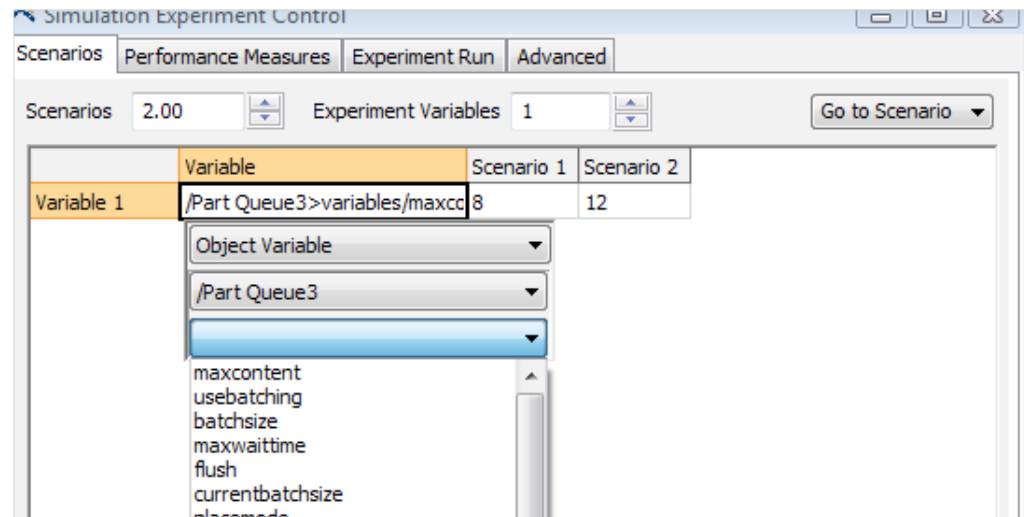 Simulation Experiment Control
Scenarios Performance Measures Experiment Run Advanced
Scenarios 2.00 Experiment Variables 1 Go to Scenario
Variable Scenario 1 Scenario 2
Variable 1 /Part Queue3>variables/maxcc 8 12
Object Variable
/Part Queue3
maxcontent
usebatching
batchsize
maxwaittime
flush
currentbatchsize
placemode